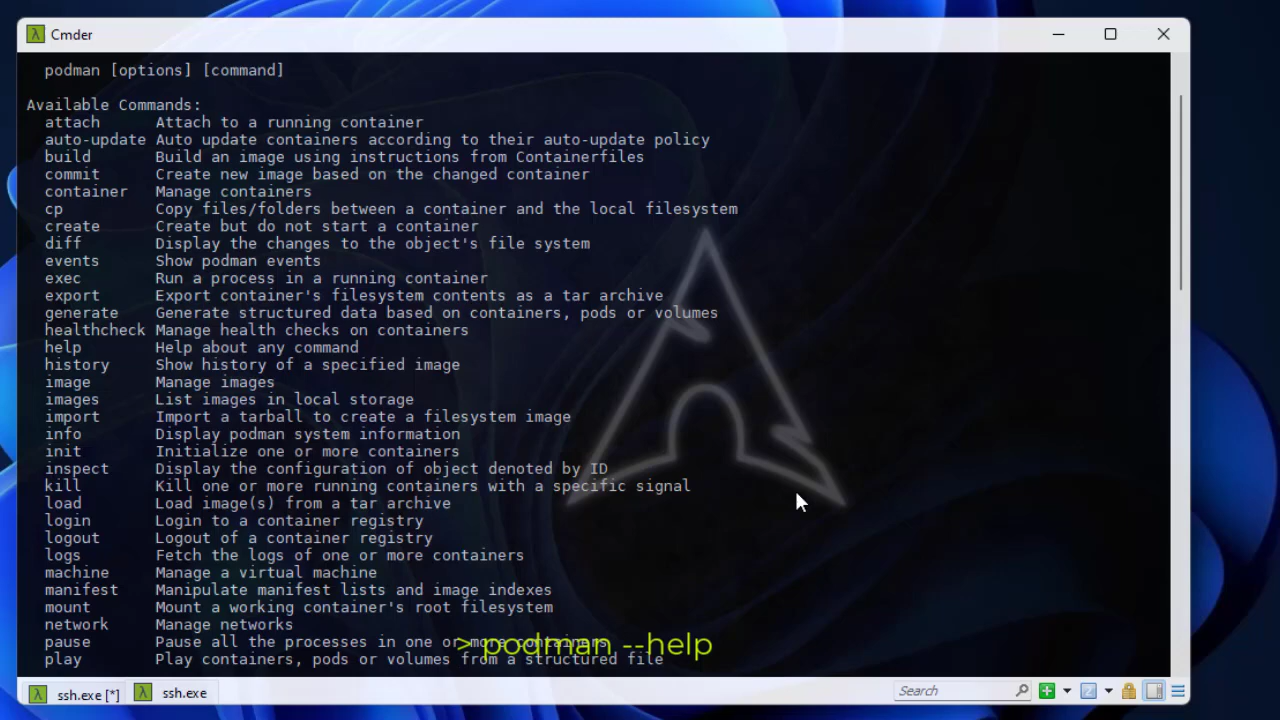 Cmder
podman [options] [command]
Available Commands:
attach Attach to a running container
auto-update Auto update containers according to their auto-update policy
build Build an image using instructions from Containerfiles
commit Create new image based on the changed container
container Manage containers
cp Copy files/folders between a container and the local filesystem
create Create but do not start a container
diff Display the changes to the object's file system
events Show podman events
exec Run a process in a running container
export Export container's filesystem contents as a tar archive
generate Generate structured data based on containers, pods or volumes
healthcheck Manage health checks on containers
help Help about any command
history Show history of a specified image
image Manage images
images List images in local storage
import Import a tarball to create a filesystem image
info Display podman system information
init Initialize one or more containers
inspect Display the configuration of object denoted by ID
kill Kill one or more running containers with a specific signal
load Load image(s) from a tar archive
login Login to a container registry
logout Logout of a container registry
logs Fetch the logs of one or more containers
machine Manage a virtual machine
manifest Manipulate manifest lists and image indexes
mount Mount a working container's root filesystem
network Manage networks
pause Pause all the processes in one or more containers
> podman --help
play Play containers, pods or volumes from a structured file
ssh.exe [*] ssh.exe Search